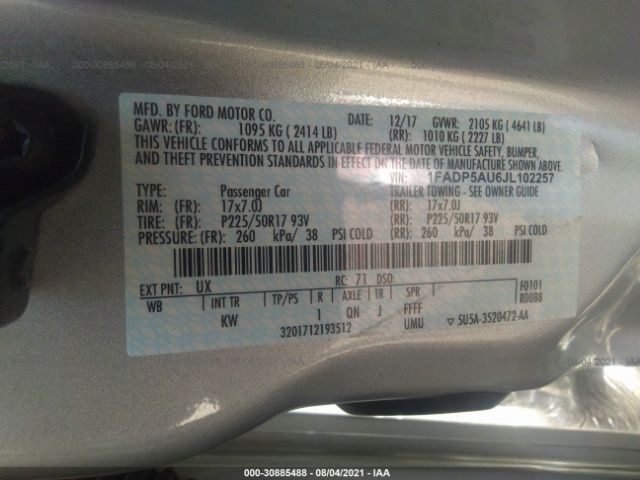 000-30885488 - 08/04/2021 - IAA
MFD. BY FORD MOTOR CO.
DATE: 12/17 GVWR: 2105 KG ( 4641 LB)
GAWR: (FR): 1095 KG ( 2414 LB) (RR): 1010 KG ( 2227 LB)
THIS VEHICLE CONFORMS TO ALL APPLICABLE FEDERAL MOTOR VEHICLE SAFETY, BUMPER,
AND THEFT PREVENTION STANDARDS IN EFFECT ON THE DATE OF MANUFACTURE SHOWN ABOVE.
VIN: 1FADP5AU6JL102257
TYPE: Passenger Car TRAILER TOWING - SEE OWNER GUIDE
RIM: (FR): 17x7.0J (RR): 17x7.0J
TIRE: (FR): P225/50R17 93V (RR): P225/50R17 93V
PRESSURE: (FR): 260 kPa/ 38 PSI COLD (RR): 260 kPa/ 38 PSI COLD
EXT PNT: UX RC: 71 DSO: F0101
WB INT TR TP/PS R AXLE TR SPR R0088
KW 1 QN J FFFF
3201712193512 UMU ▽ 5U5A-3520472-AA
000-30885488 - 08/04/2021 - IAA